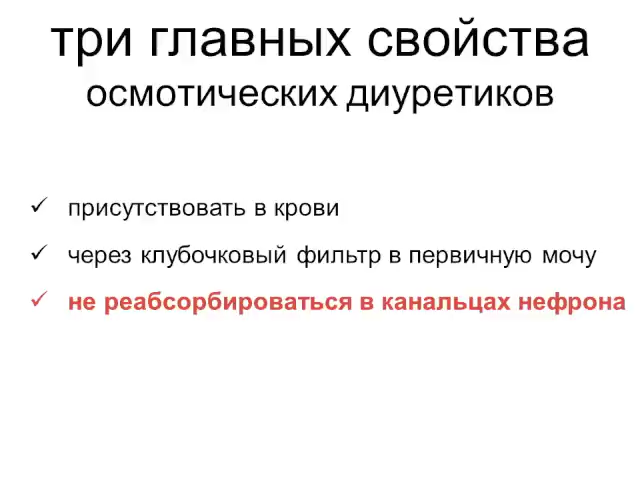 три главных свойства
осмотических диуретиков
✓ присутствовать в крови
✓ через клубочковый фильтр в первичную мочу
✓ не реабсорбироваться в канальцах нефрона